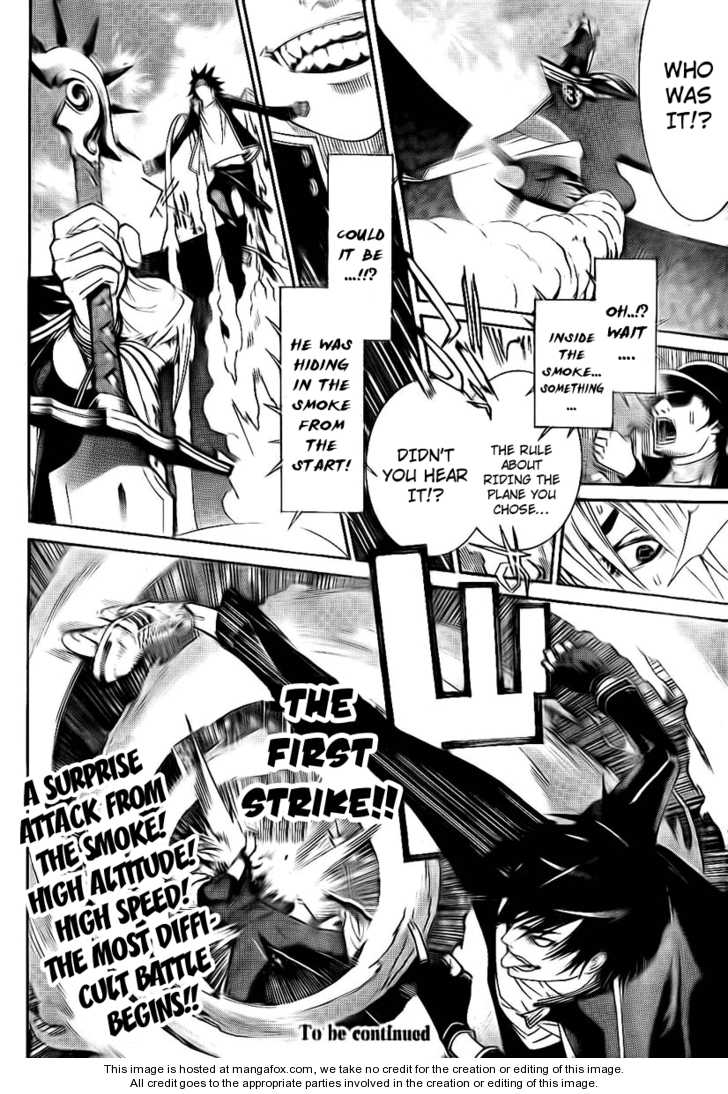 WHO
WAS
IT!?
OH..!?
WAIT
....
INSIDE
THE
SMOKE...
SOMETHING
...
COULD
IT BE
...!!?
HE WAS
HIDING
IN THE
SMOKE
FROM
THE
START!
THE RULE
ABOUT
RIDING THE
PLANE YOU
CHOSE...
DIDN'T
YOU HEAR
IT!?
THE
FIRST
STRIKE!!
A SURPRISE
ATTACK FROM
THE SMOKE!
HIGH ALTITUDE!
HIGH SPEED!
THE MOST DIFFI-
CULT BATTLE
BEGINS!!
To be continued
This image is hosted at mangafox.com, we take no credit for the creation or editing of this image.
All credit goes to the appropriate parties involved in the creation or editing of this image.